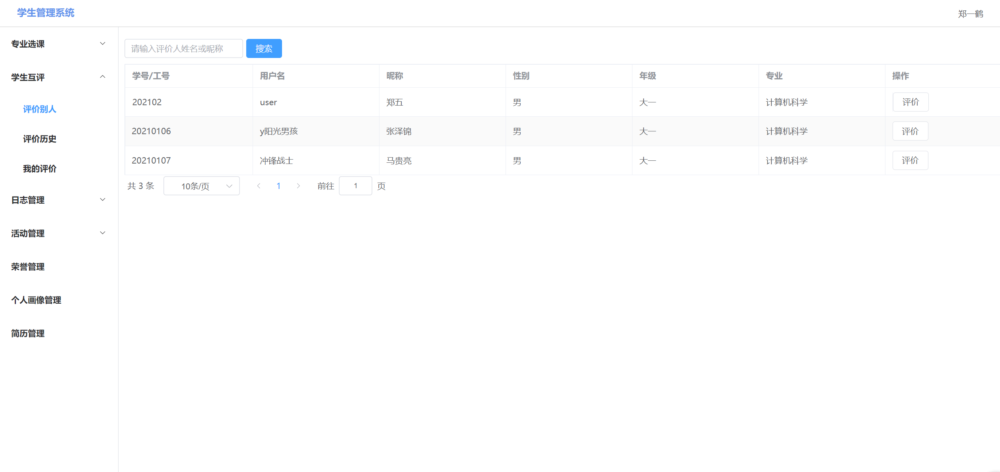 学生管理系统
郑一鹤
专业选课
学生互评
评价别人
评价历史
我的评价
日志管理
活动管理
荣誉管理
个人画像管理
简历管理
请输入评价人姓名或昵称 搜索
学号/工号 用户名 昵称 性别 年级 专业 操作
202102 user 郑五 男 大一 计算机科学 评价
20210106 y阳光男孩 张泽锦 男 大一 计算机科学 评价
20210107 冲锋战士 马贵亮 男 大一 计算机科学 评价
共 3 条 10条/页 1 前往 1 页